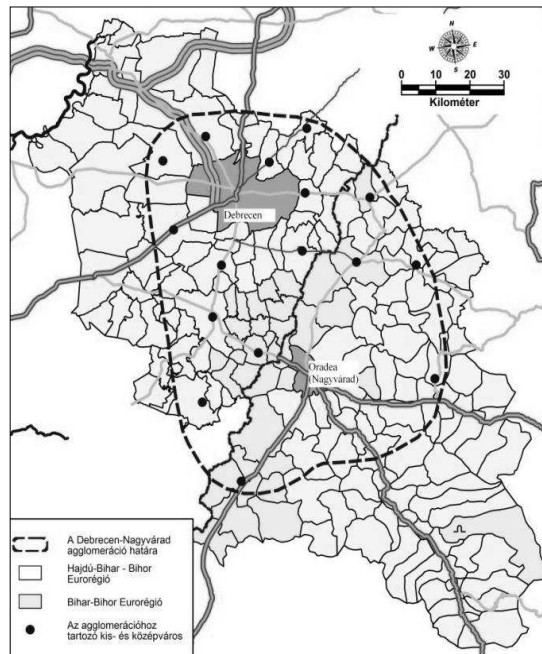 N
W
E
S
0 10 20 30
Kilométer
Debrecen
Oradea
(Nagyvárad)
A Debrecen-Nagyvárad
agglomeráció határa
Hajdú-Bihar - Bihor
Eurorégió
Bihar-Bihor Eurorégió
Az agglomerációhoz
tartozó kis- és középváros